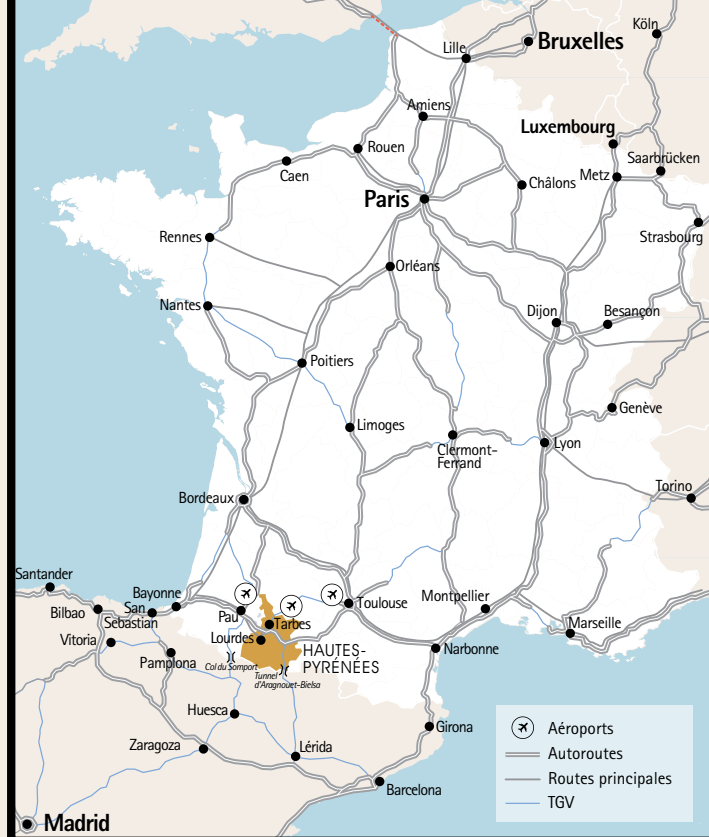 Köln
Bruxelles
Lille
Amiens
Luxembourg
Rouen
Saarbrücken
Caen
Metz
Châlons
Paris
Strasbourg
Rennes
Orléans
Nantes
Dijon
Besançon
Poitiers
Genève
Limoges
Clermont-
Ferrand
Lyon
Torino
Bordeaux
Santander
Bayonne
Montpellier
Bilbao
San
Sebastian
Pau
Toulouse
Tarbes
Marseille
Vitoria
Lourdes
HAUTES-
PYRÉNÉES
Narbonne
Pamplona
Col du Somport
Tunnel
d'Aragnouet-Bielsa
Huesca
Girona
Zaragoza
Lérida
Barcelona
Madrid
Aéroports
Autoroutes
Routes principales
TGV